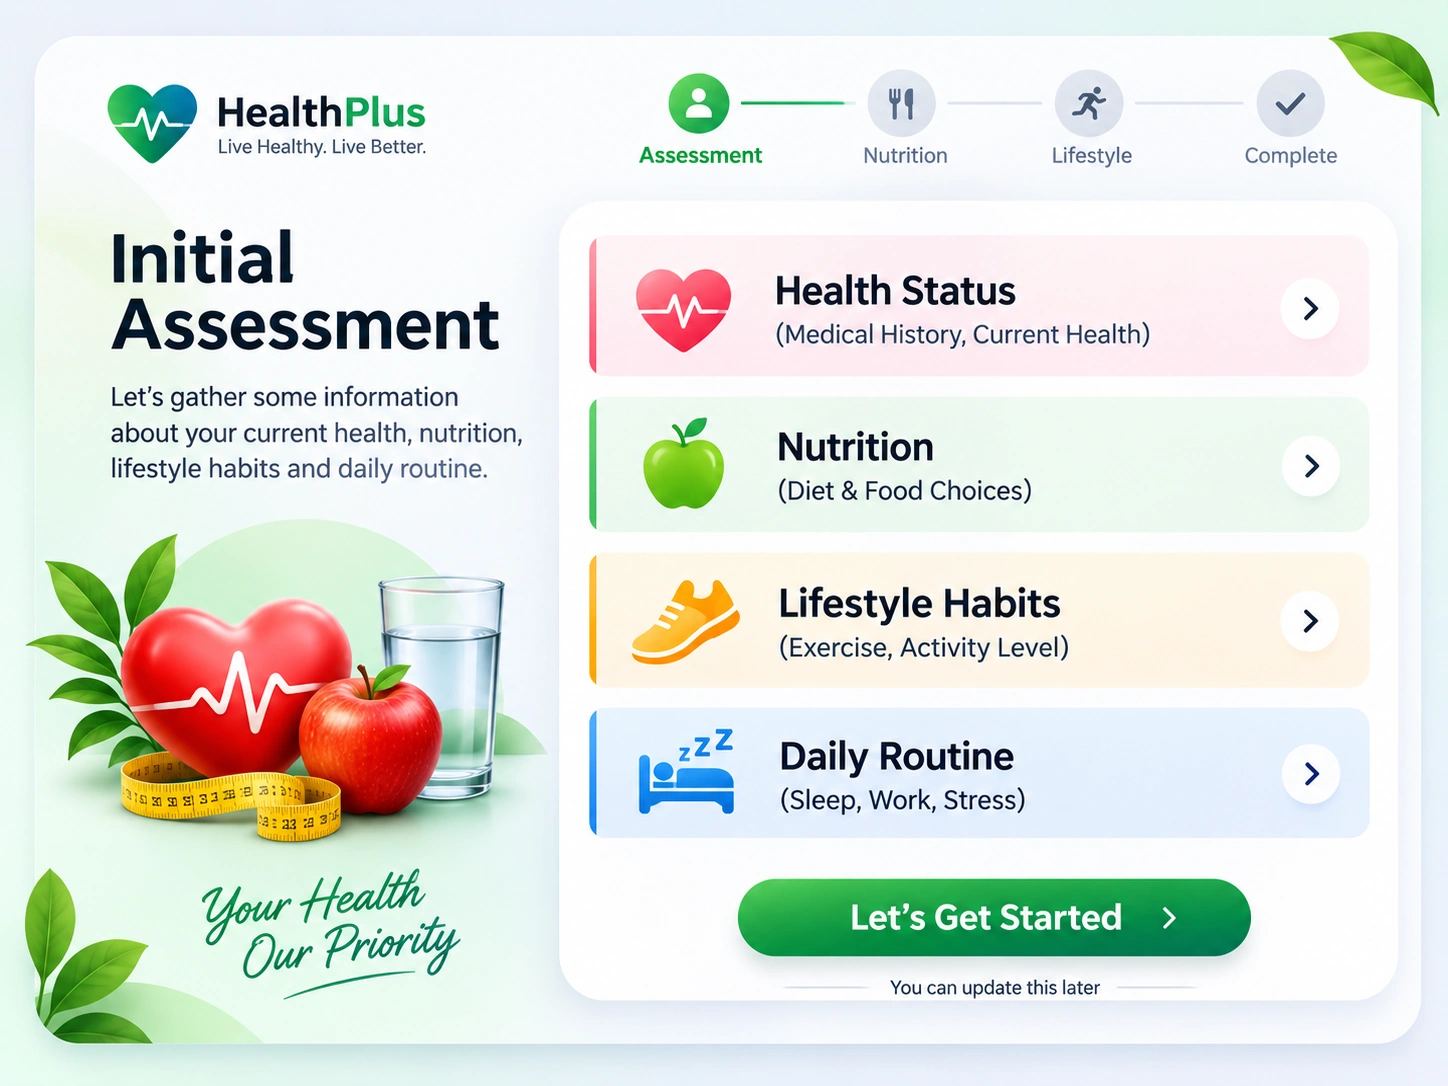 HealthPlus
Live Healthy. Live Better.
Assessment
Nutrition
Lifestyle
Complete
Initial
Assessment
Let's gather some information
about your current health, nutrition,
lifestyle habits and daily routine.
Your Health
Our Priority
Health Status
(Medical History, Current Health)
Nutrition
(Diet & Food Choices)
Lifestyle Habits
(Exercise, Activity Level)
z z z
Daily Routine
(Sleep, Work, Stress)
Let's Get Started
You can update this later